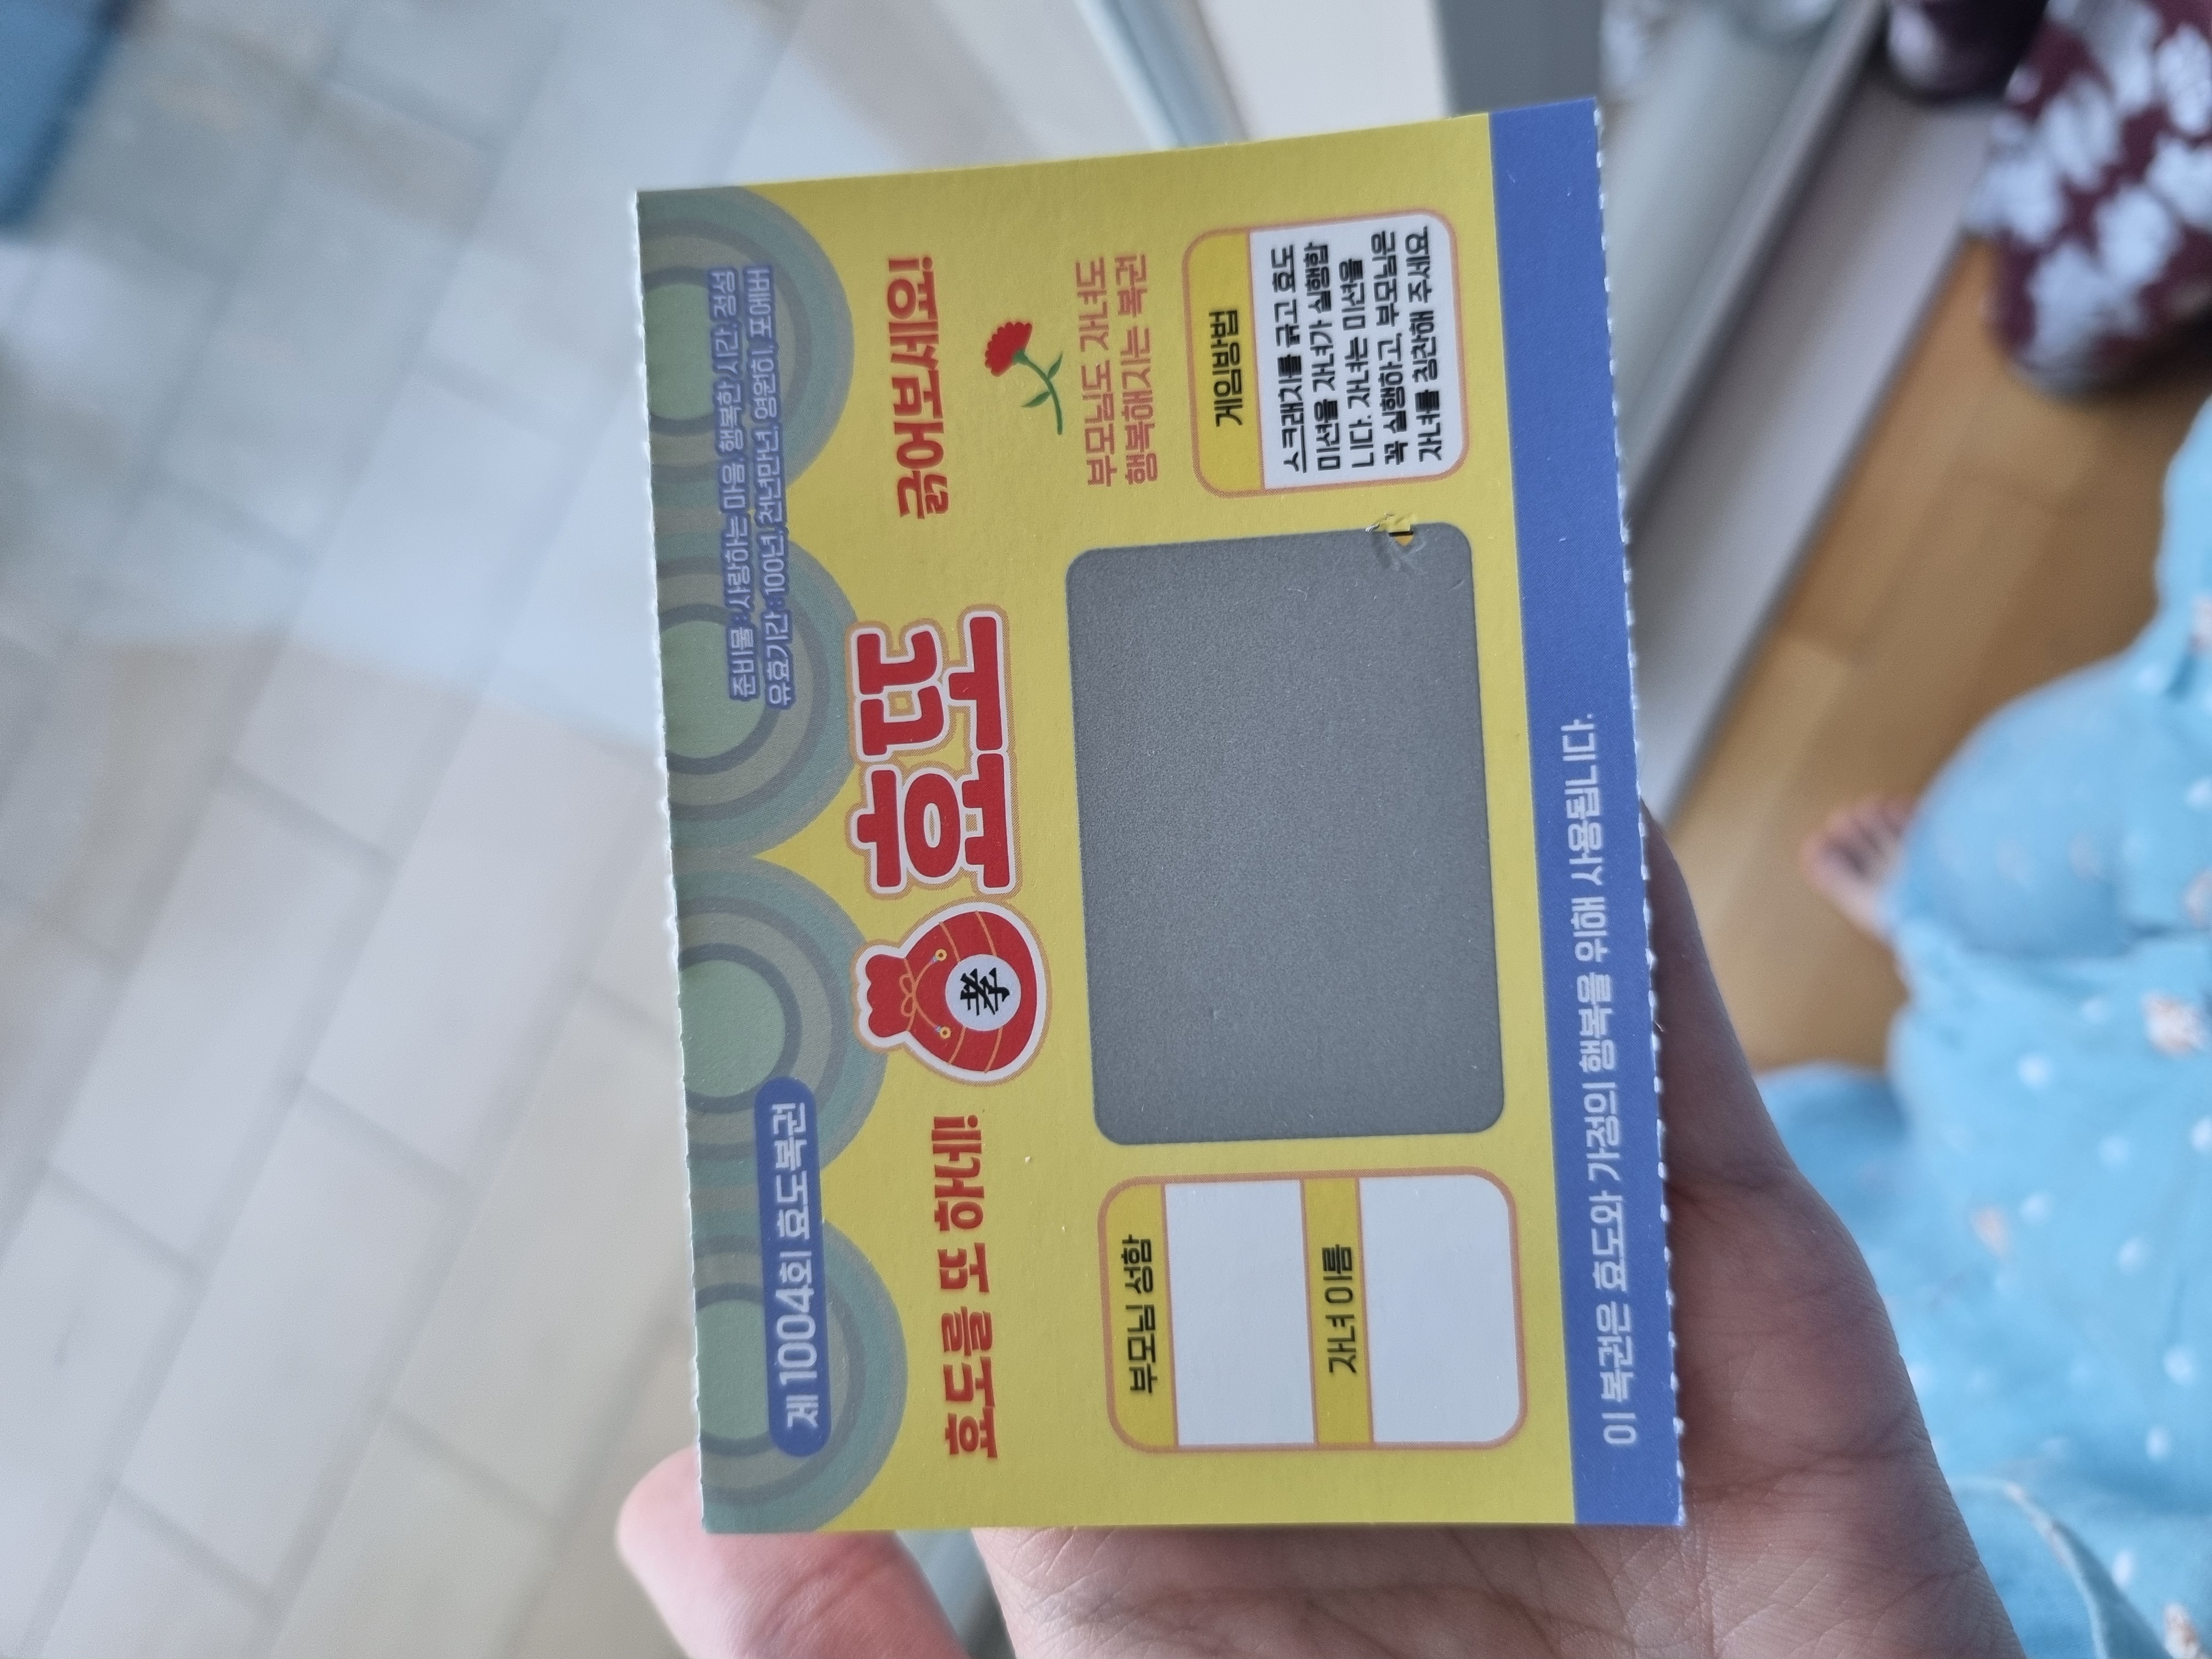 제 1004회 효도복권
준비물 : 사랑하는 마음, 행복한 시간, 정성
유효기간 : 100년, 천년만년, 영원히, 포에버
효도를 또 하네!
孝
효또
긁어보세요!
부모님도 자녀도
행복해지는 복권
부모님 성함
자녀 이름
게임방법
스크래치를 긁고 효도
미션을 자녀가 실행합
니다. 자녀는 미션을
꼭 실행하고, 부모님은
자녀를 칭찬해 주세요.
이 복권은 효도와 가정의 행복을 위해 사용됩니다.